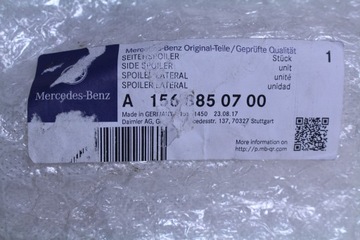 Mercedes-Benz Original-Teile/Geprüfte Qualität
SEITENSPOILER Stück
SIDE SPOILER unit
SPOILER LATERAL unité
SPOILER LATERAL unidad
Mercedes-Benz
A 156 885 07 00
1
Made in 1450 23.08.17
Daimler AG, 137, 70327 Stuttgart
More information on
http://p.mb-qr.com